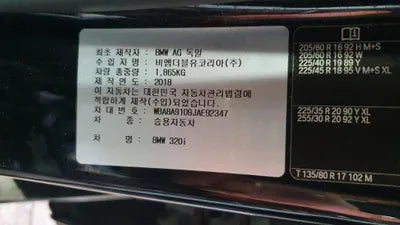 최초 제작자 : BMW AG 독일
수 입 자 명 : 비엠더블유코리아(주)
차량 총중량 : 1,865KG
제작년월 : 2018
이 자동차는 대한민국 자동차관리법령에
적합하게 제작(수입)되었습니다.
차 대 번 호 : WBA8A9109JAE92347
차 종 : 승용자동차
차 명 : BMW 320i
205/60 R 16 92 H M+S
205/60 R 16 92 W
225/40 R 19 89 Y
225/45 R 18 95 V M+S XL
225/35 R 20 90 Y XL
255/30 R 20 92 Y XL
T 135/80 R 17 102 M